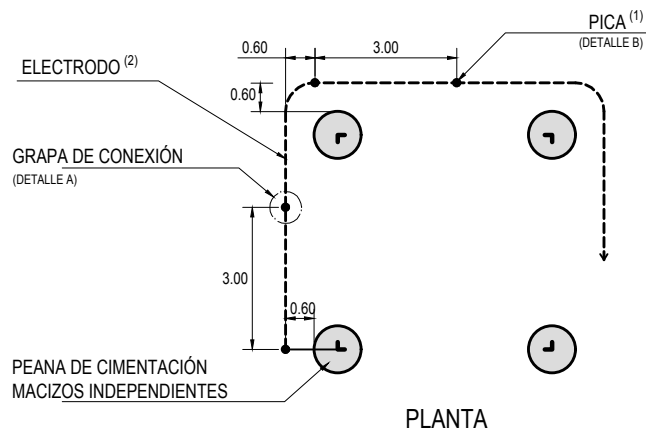 PICA (1)
(DETALLE B)
0.60
3.00
ELECTRODO (2)
0.60
GRAPA DE CONEXIÓN
(DETALLE A)
3.00
0.60
PEANA DE CIMENTACIÓN
MACIZOS INDEPENDIENTES
PLANTA